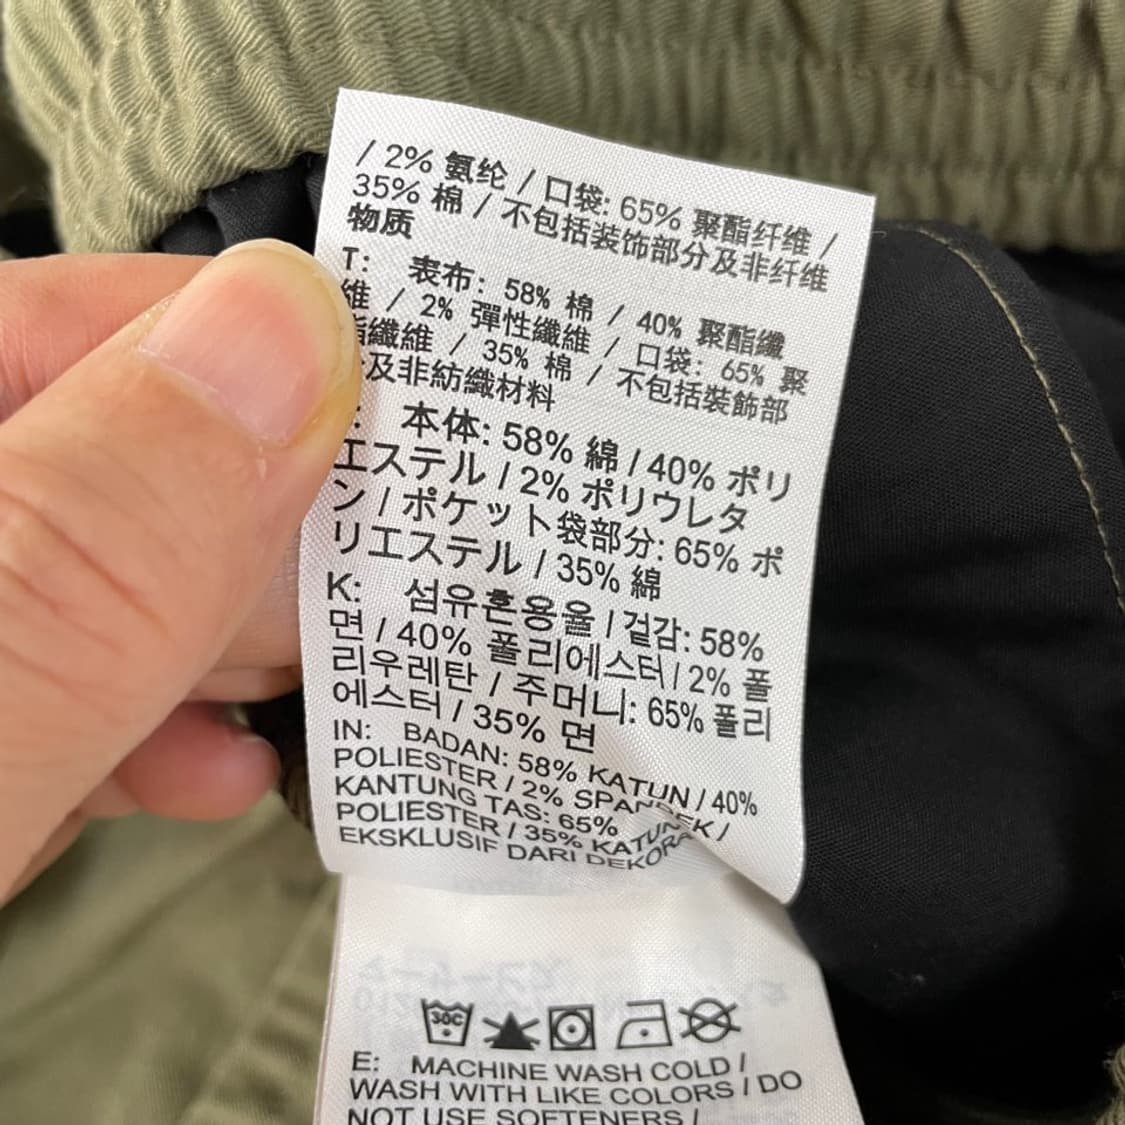 / 2% 氨纶 / 口袋: 65% 聚酯纤维 /
35% 棉 / 不包括装饰部分及非纤维
物质
T: 表布: 58% 棉 / 40% 聚酯纖
維 / 2% 彈性纖維 / 口袋: 65% 聚
纖維 / 35% 棉 / 不包括裝飾部
及非紡織材料
: 本体: 58% 綿 / 40% ポリ
エステル / 2% ポリウレタ
ン / ポケット袋部分: 65% ポ
リエステル / 35% 綿
K: 섬유혼용율 / 겉감: 58%
면 / 40% 폴리에스터 / 2% 폴
리우레탄 / 주머니: 65% 폴리
에스터 / 35% 면
IN: BADAN: 58% KATUN / 40%
POLIESTER / 2% SPANDEK /
KANTUNG TAS: 65%
POLIESTER / 35% KATUN
EKSKLUSIF DARI DEKORA
30C
E: MACHINE WASH COLD /
WASH WITH LIKE COLORS / DO
NOT USE SOFTENERS /